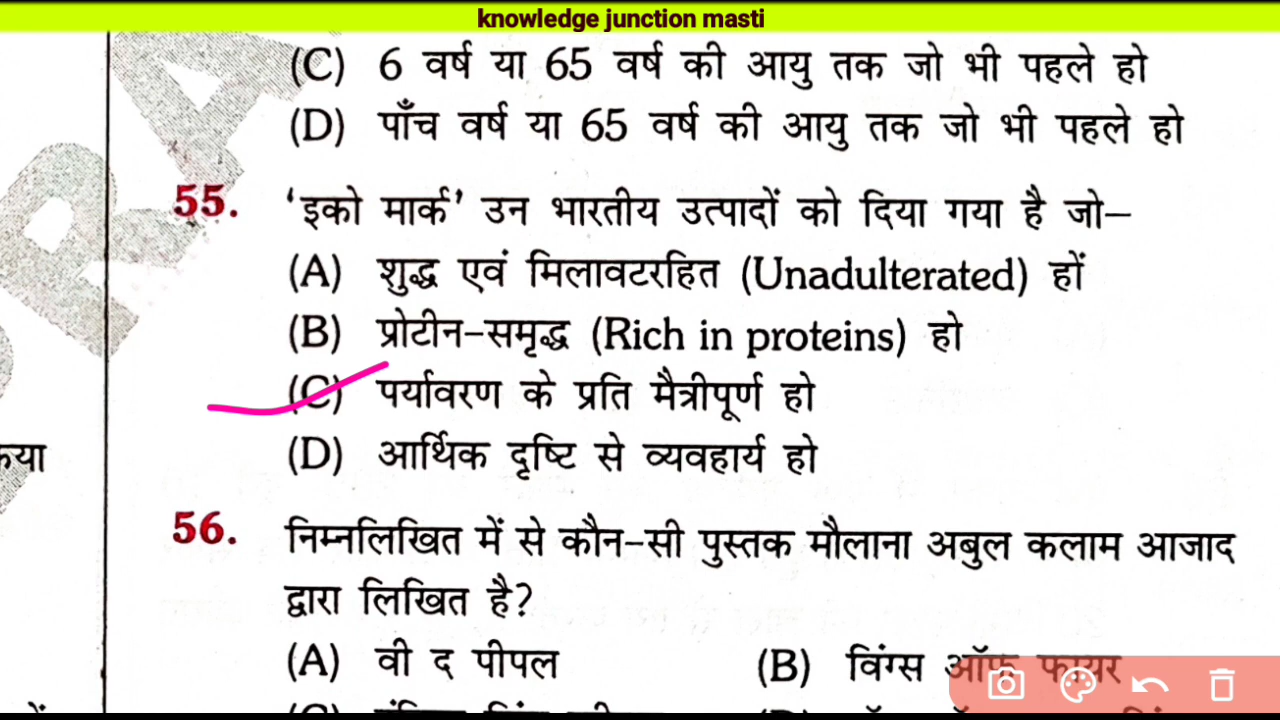 knowledge junction masti
(C) 6 वर्ष या 65 वर्ष की आयु तक जो भी पहले हो
(D) पाँच वर्ष या 65 वर्ष की आयु तक जो भी पहले हो
55. 'इको मार्क' उन भारतीय उत्पादों को दिया गया है जो–
(A) शुद्ध एवं मिलावटरहित (Unadulterated) हों
(B) प्रोटीन-समृद्ध (Rich in proteins) हो
(C) पर्यावरण के प्रति मैत्रीपूर्ण हो
(D) आर्थिक दृष्टि से व्यवहार्य हो
56. निम्नलिखित में से कौन-सी पुस्तक मौलाना अबुल कलाम आजाद
द्वारा लिखित है?
(A) वी द पीपल (B) विंग्स ऑफ फायर